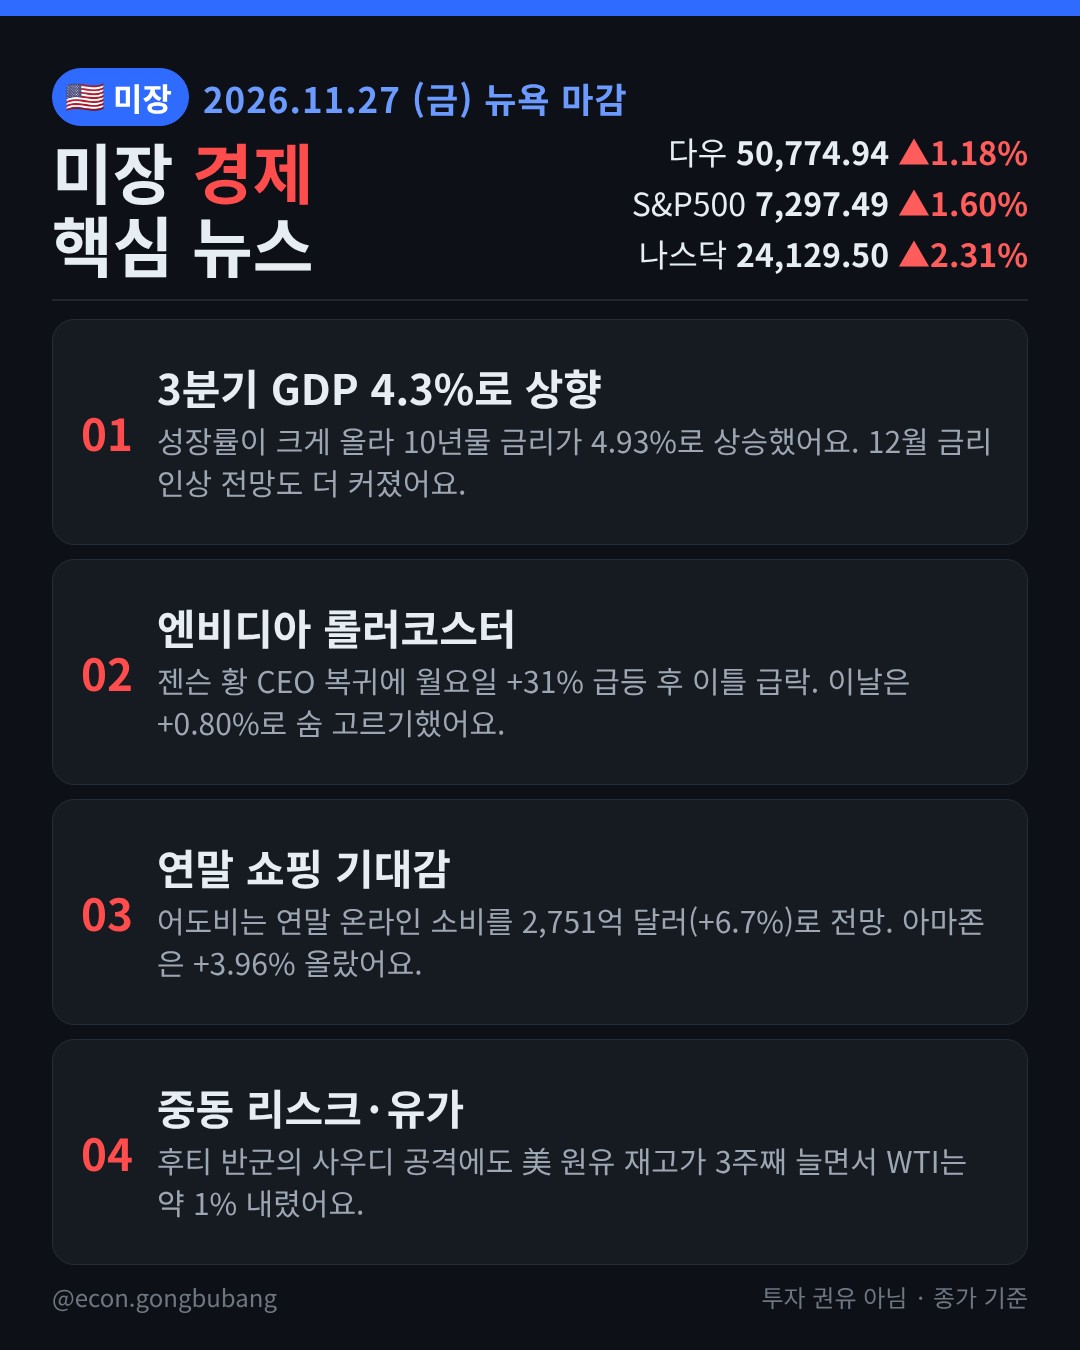 미장 2026.11.27 (금) 뉴욕 마감
미장 경제
핵심 뉴스
다우 50,774.94 ▲1.18%
S&P500 7,297.49 ▲1.60%
나스닥 24,129.50 ▲2.31%
01
3분기 GDP 4.3%로 상향
성장률이 크게 올라 10년물 금리가 4.93%로 상승했어요. 12월 금리
인상 전망도 더 커졌어요.
02
엔비디아 롤러코스터
젠슨 황 CEO 복귀에 월요일 +31% 급등 후 이틀 급락. 이날은
+0.80%로 숨 고르기했어요.
03
연말 쇼핑 기대감
어도비는 연말 온라인 소비를 2,751억 달러(+6.7%)로 전망. 아마존
은 +3.96% 올랐어요.
04
중동 리스크·유가
후티 반군의 사우디 공격에도 美 원유 재고가 3주째 늘면서 WTI는
약 1% 내렸어요.
@econ.gongbubang
투자 권유 아님 · 종가 기준